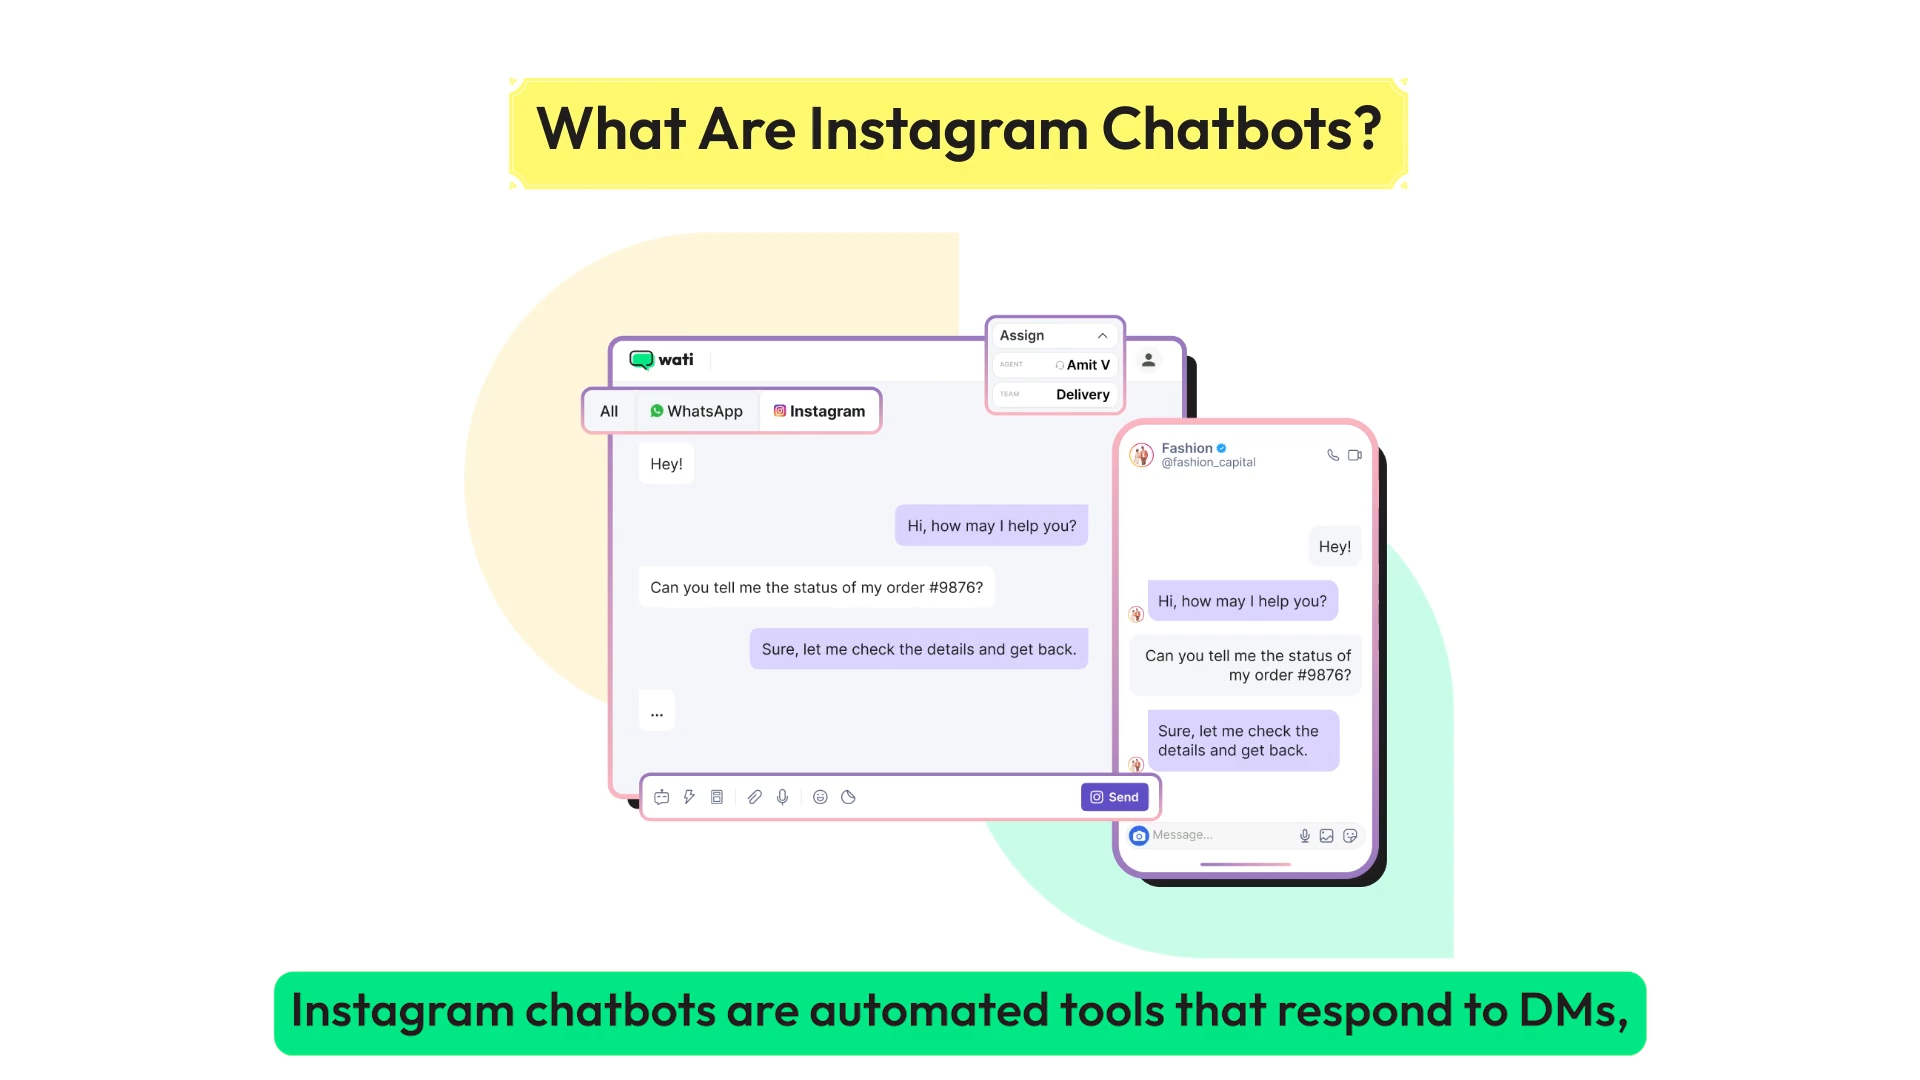 What Are Instagram Chatbots?
wati
Assign
AGENT Amit V
TEAM Delivery
All WhatsApp Instagram
Hey!
Hi, how may I help you?
Can you tell me the status of my order #9876?
Sure, let me check the details and get back.
...
Send
Fashion
@fashion_capital
Hey!
Hi, how may I help you?
Can you tell me the status of
my order #9876?
Sure, let me check the
details and get back.
Message...
Instagram chatbots are automated tools that respond to DMs,